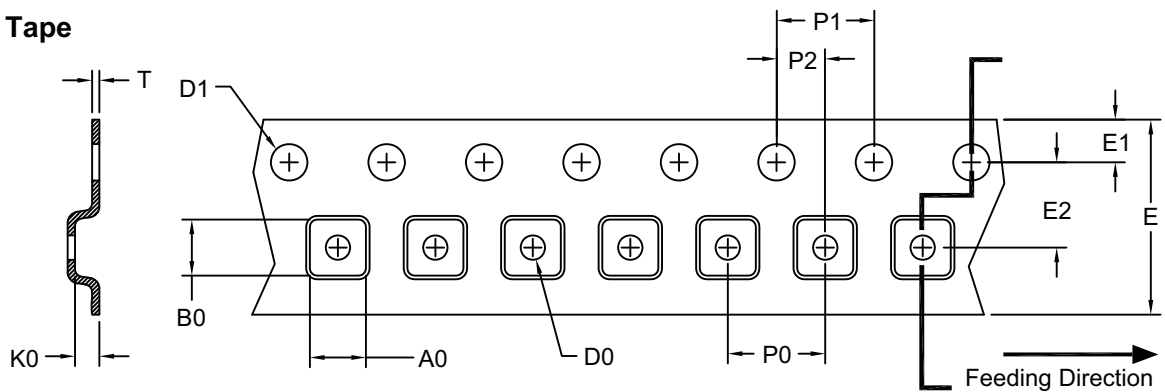 Tape
P1
P2
T
D1
E1
E2
E
B0
K0
A0
D0
P0
Feeding Direction